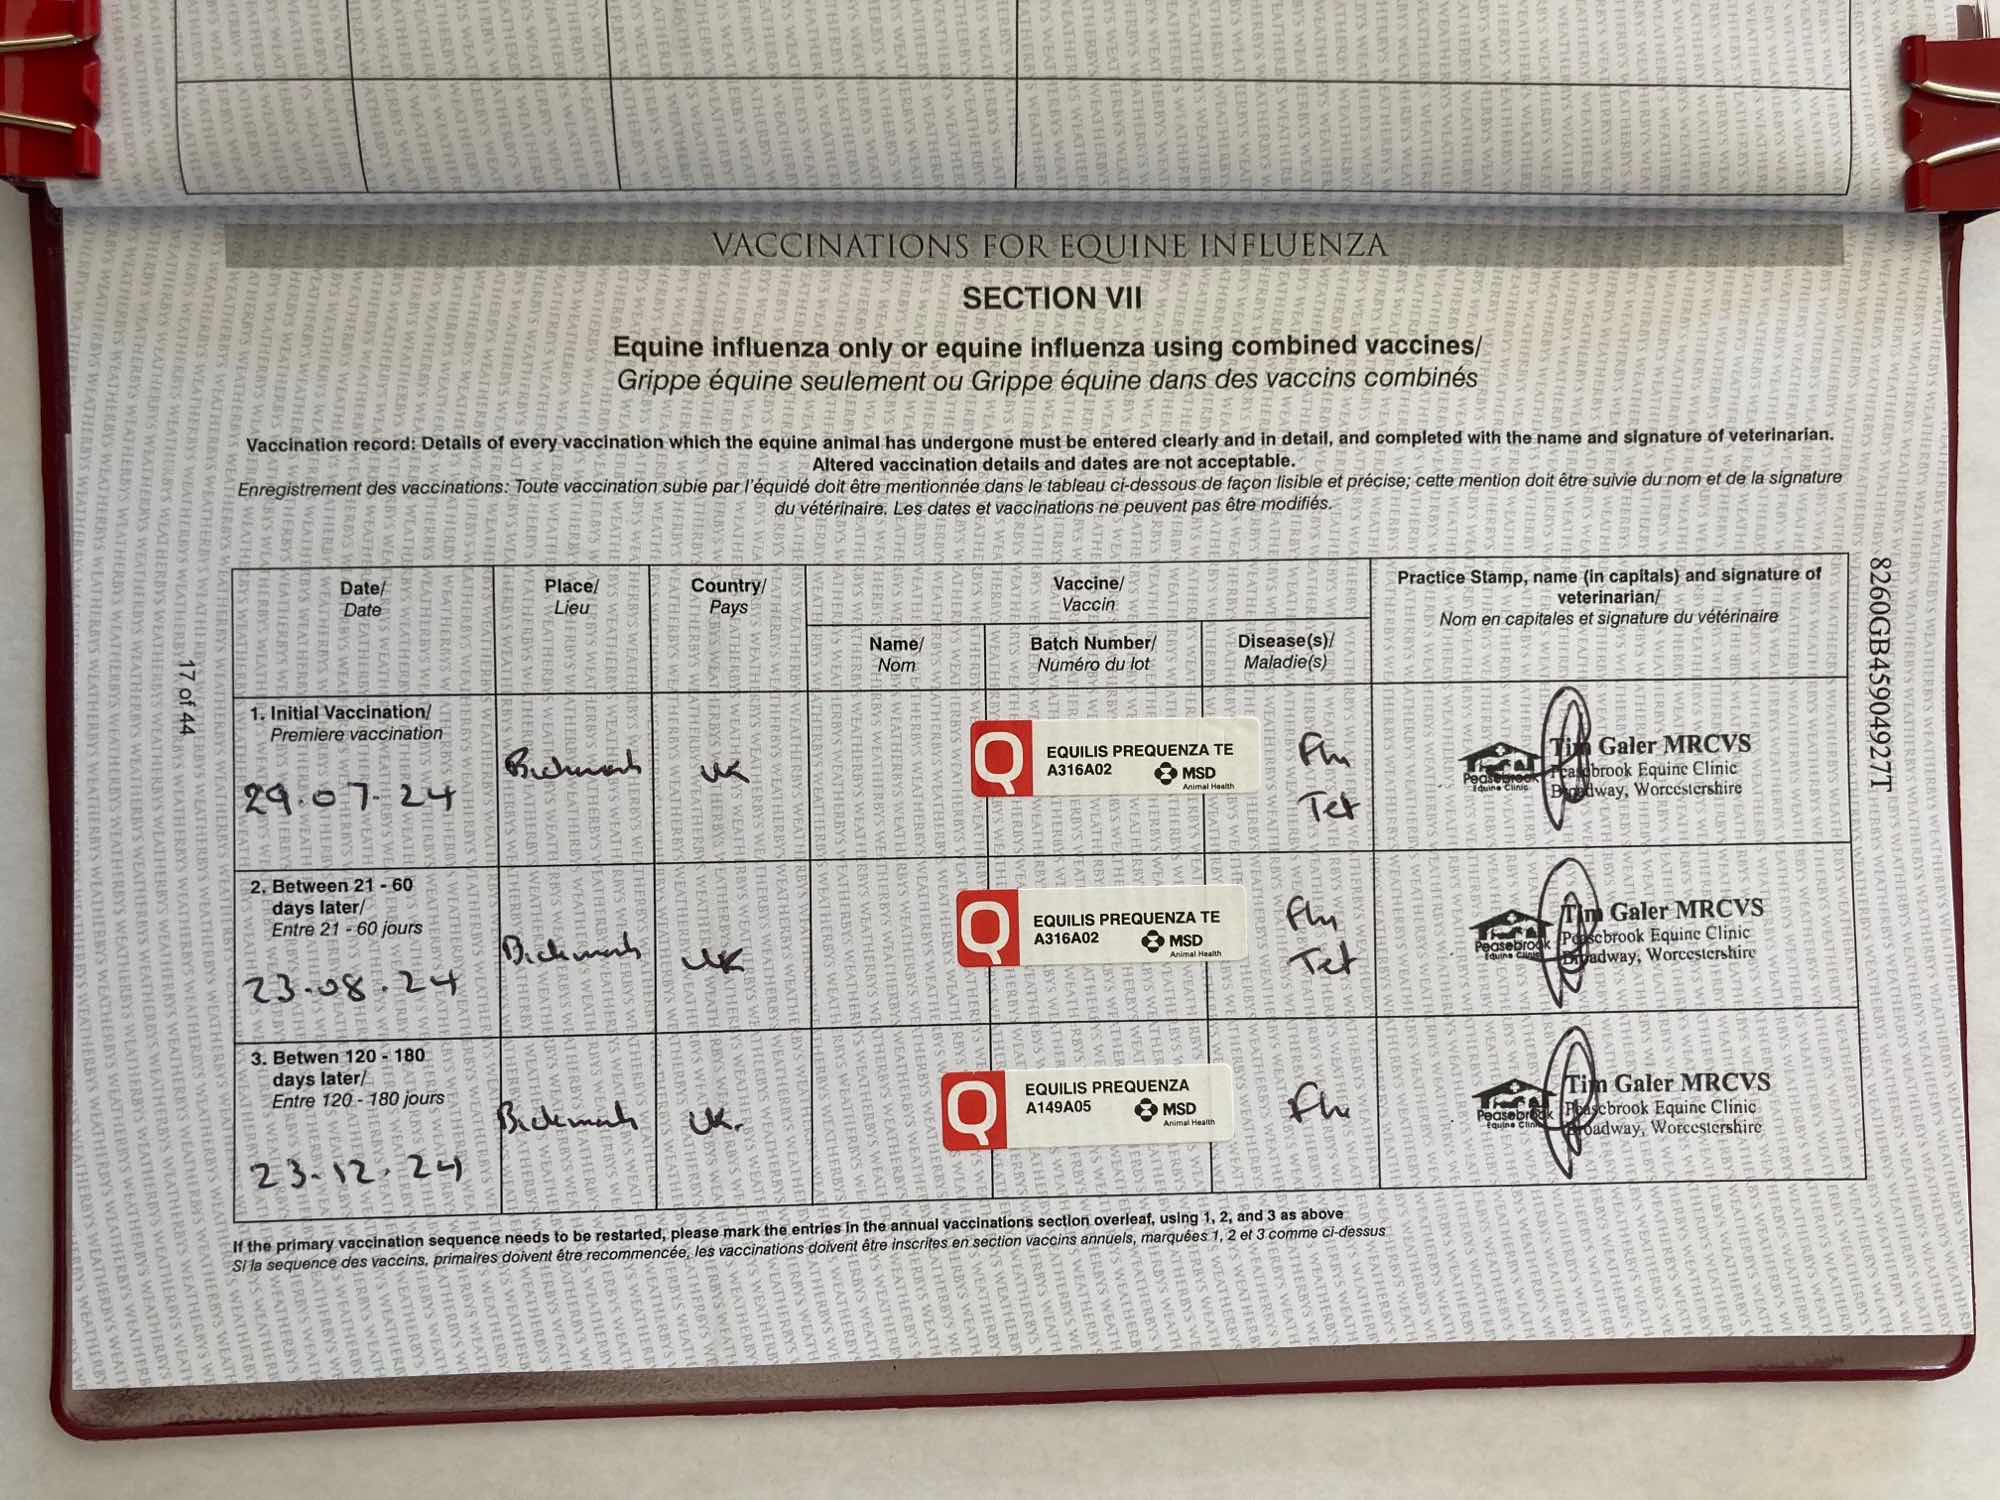 VACCINATIONS FOR EQUINE INFLUENZA
SECTION VII
Equine influenza only or equine influenza using combined vaccines/
Grippe équine seulement ou Grippe équine dans des vaccins combinés
Vaccination record: Details of every vaccination which the equine animal has undergone must be entered clearly and in detail, and completed with the name and signature of veterinarian.
Altered vaccination details and dates are not acceptable.
Enregistrement des vaccinations: Toute vaccination subie par l'équidé doit être mentionnée dans le tableau ci-dessous de façon lisible et précise; cette mention doit être suivie du nom et de la signature
du vétérinaire. Les dates et vaccinations ne peuvent pas être modifiés.
Date/
Date
Place/
Lieu
Country/
Pays
Vaccine/
Vaccin
Name/
Nom
Batch Number/
Numéro du lot
Disease(s)/
Maladie(s)
Practice Stamp, name (in capitals) and signature of
veterinarian/
Nom en capitales et signature du vétérinaire
1. Initial Vaccination/
Premiere vaccination
29.07.24
UK
Q
EQUILIS PREQUENZA TE
A316A02
MSD
Animal Health
Flu
Tet
Tim Galer MRCVS
Peasebrook Equine Clinic
Broadway, Worcestershire
Peasebrook
Equine Clinic
2. Between 21 - 60
days later/
Entre 21 - 60 jours
23.08.24
UK
Q
EQUILIS PREQUENZA TE
A316A02
MSD
Animal Health
Flu
Tet
Tim Galer MRCVS
Peasebrook Equine Clinic
Broadway, Worcestershire
Peasebrook
Equine Clinic
3. Betwen 120 - 180
days later/
Entre 120 - 180 jours
23.12.24
UK.
Q
EQUILIS PREQUENZA
A149A05
MSD
Animal Health
Flu
Tim Galer MRCVS
Peasebrook Equine Clinic
Broadway, Worcestershire
Peasebrook
Equine Clinic
If the primary vaccination sequence needs to be restarted, please mark the entries in the annual vaccinations section overleaf, using 1, 2, and 3 as above
Si la sequence des vaccins, primaires doivent être recommencée, les vaccinations doivent être inscrites en section vaccins annuels, marquées 1, 2 et 3 comme ci-dessus
17 of 44
8260GB45904927T
WEATHERBYS